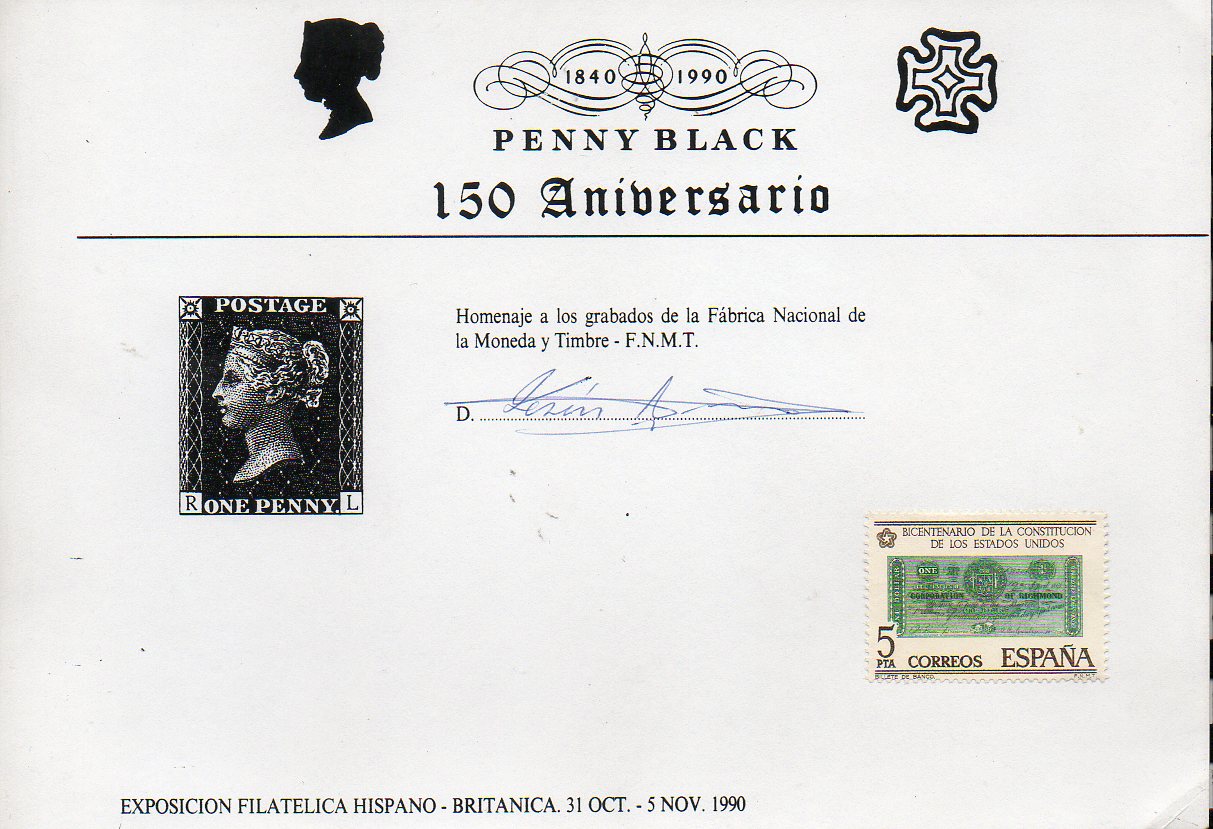 1840 1990
PENNY BLACK
150 Aniversario
POSTAGE
R ONE PENNY. L
Homenaje a los grabados de la Fábrica Nacional de
la Moneda y Timbre - F.N.M.T.
D.
BICENTENARIO DE LA CONSTITUCION
DE LOS ESTADOS UNIDOS
ONE
CORPORATION OF RICHMOND
5
PTA CORREOS ESPAÑA
BILLETE DE BANCO. F.N.M.T.
EXPOSICION FILATELICA HISPANO - BRITANICA. 31 OCT. - 5 NOV. 1990